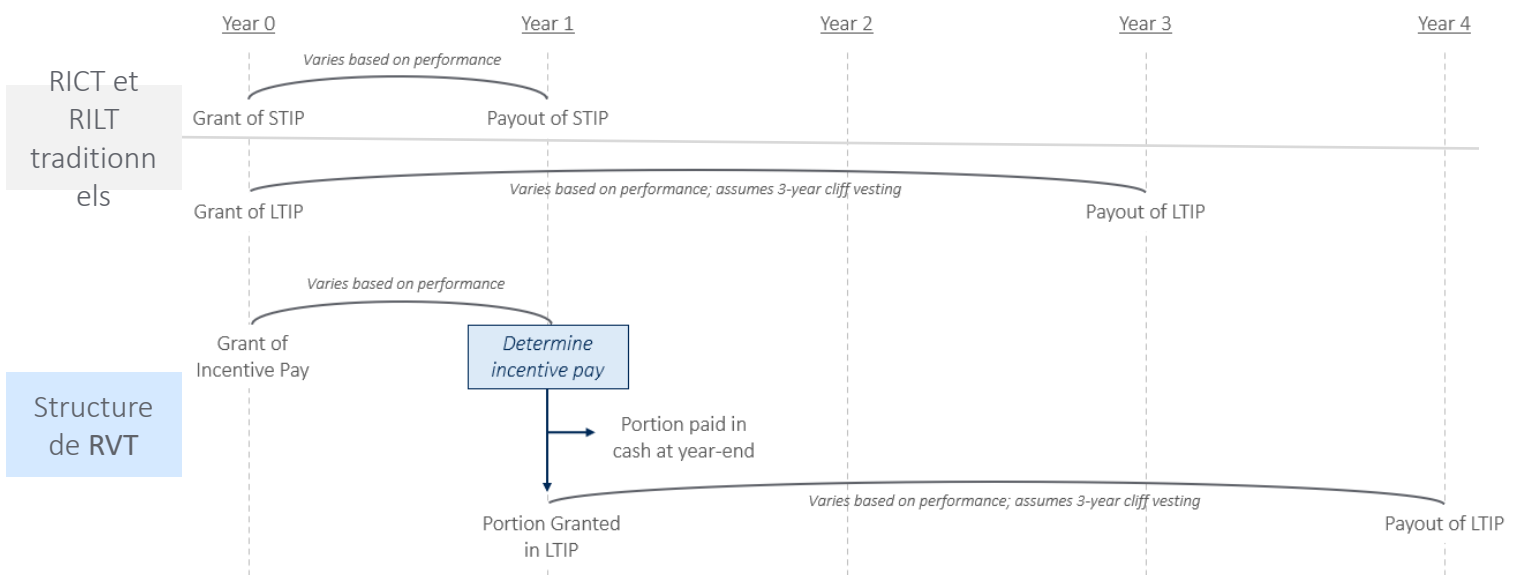 Year 0
Year 1
Year 2
Year 3
Year 4
Varies based on performance
RICT et
RILT
traditionn
els
Grant of STIP
Payout of STIP
Varies based on performance; assumes 3-year cliff vesting
Grant of LTIP
Payout of LTIP
Varies based on performance
Grant of
Incentive Pay
Determine
incentive pay
Structure
de RVT
Portion paid in
cash at year-end
Varies based on performance; assumes 3-year cliff vesting
Portion Granted
in LTIP
Payout of LTIP